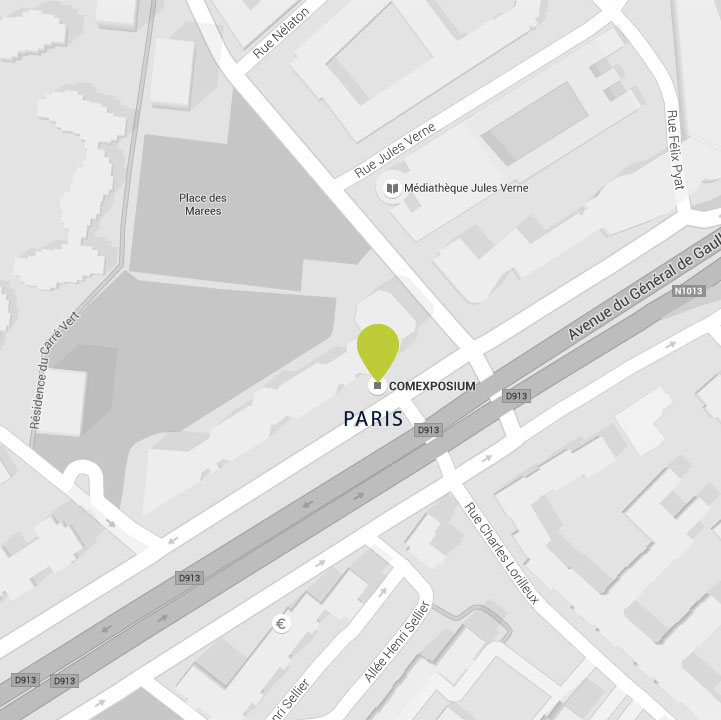 Rue Nélaton
Rue Jules Verne
Rue Félix Pyat
Médiathèque Jules Verne
Place des
Marees
Avenue du Général de Gaull
N1013
Résidence du Carré Vert
COMEXPOSIUM
D913
PARIS
D913
Rue Charles Lorilleux
D913
€
Allée Henri Sellier
nri Sellier
D913
D913